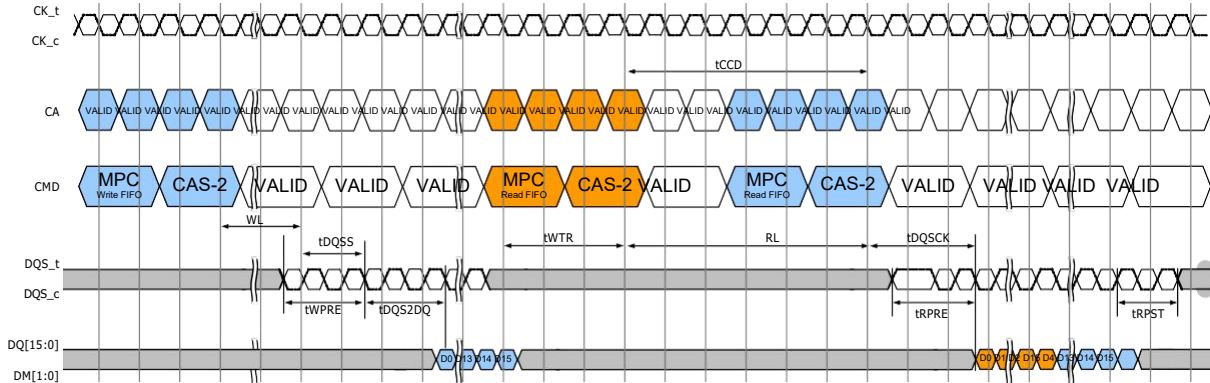 CK_t
CK_c
tCCD
CA VALID VALID VALID VALID VALID VALID VALID VALID VALID VALID VALID VALID VALID VALID VALID VALID VALID VALID VALID VALID VALID
CMD MPC CAS-2 VALID VALID VALID MPC CAS-2 VALID MPC CAS-2 VALID VALID VALID VALID
Write FIFO Read FIFO Read FIFO
WL
tDQSS tWTR RL tDQSCK
DQS_t
DQS_c
tWPRE tDQS2DQ tRPRE tRPST
DQ[15:0]
D0 D13 D14 D15 D0 D1 D2 D15 D4 D13 D14 D15
DM[1:0]